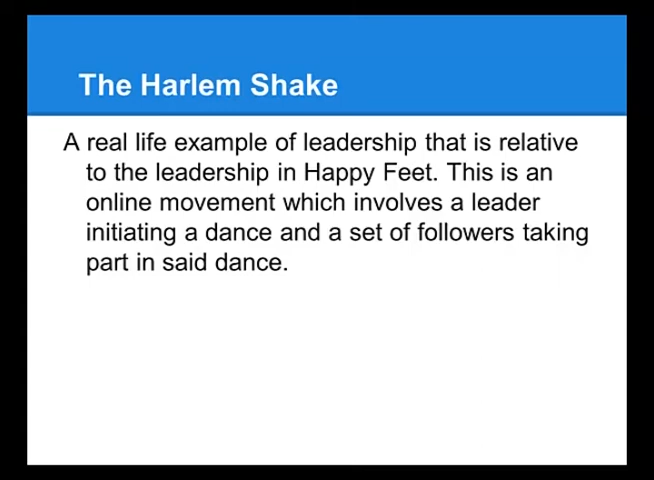 The Harlem Shake
A real life example of leadership that is relative
to the leadership in Happy Feet. This is an
online movement which involves a leader
initiating a dance and a set of followers taking
part in said dance.